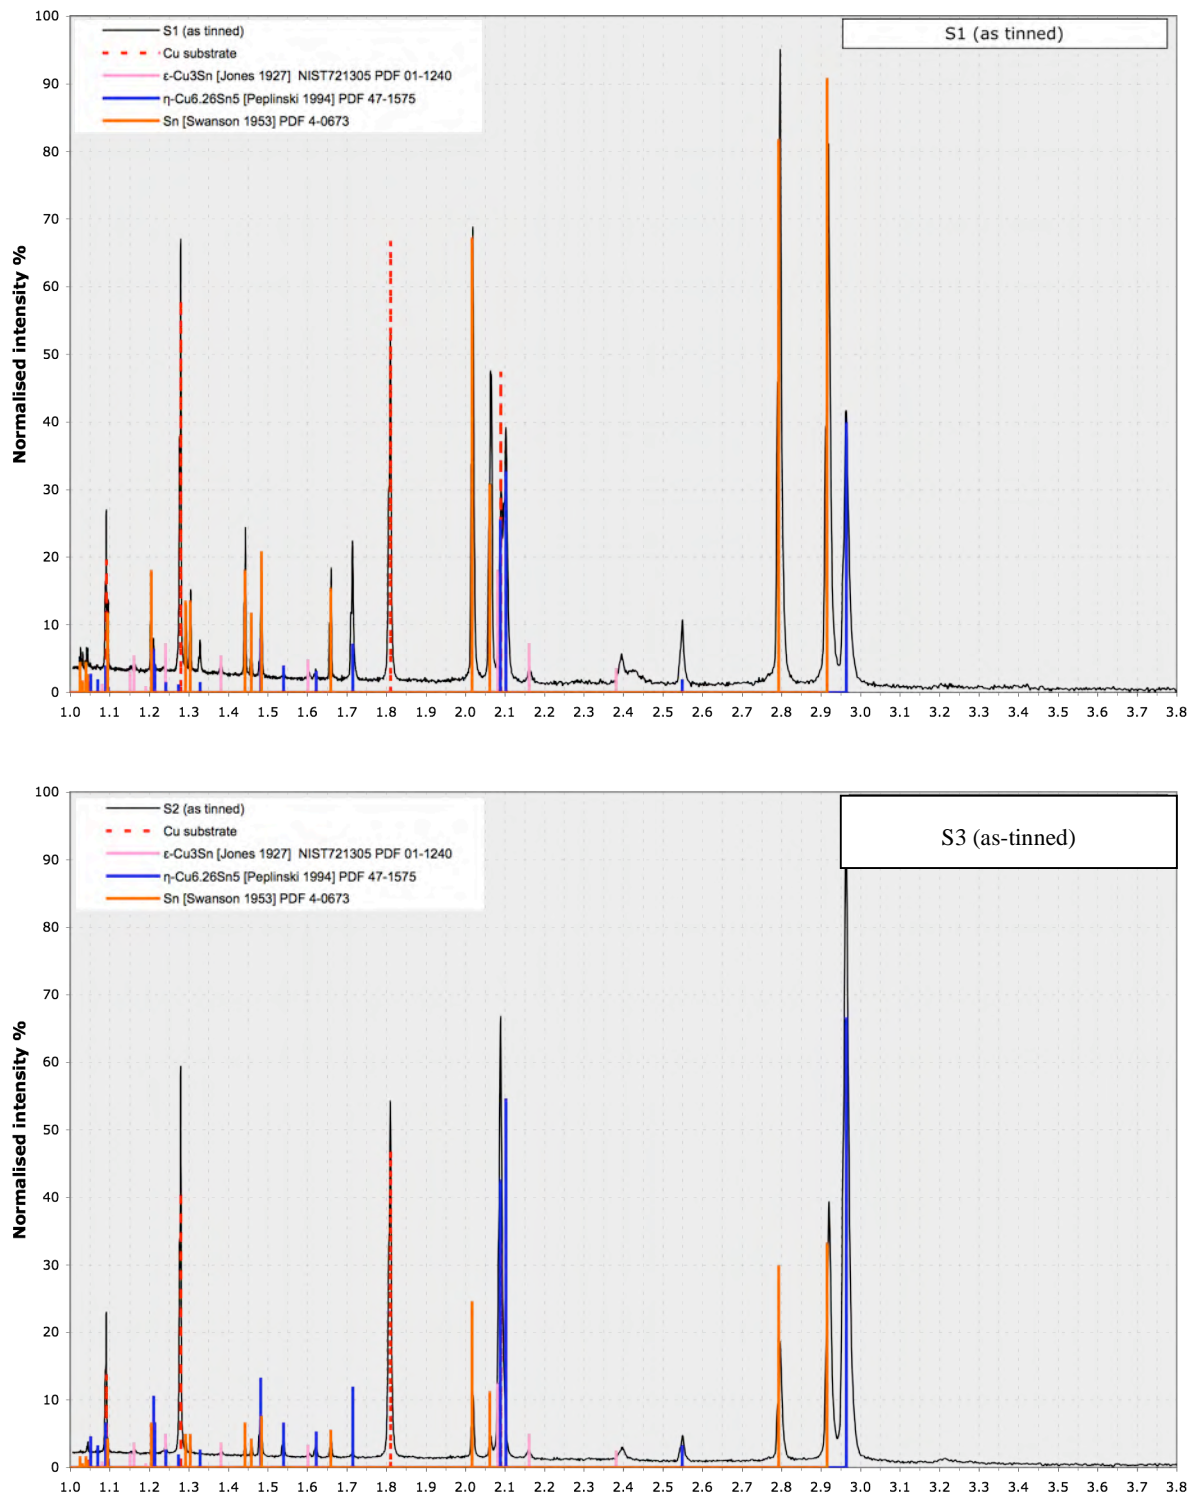 S1 (as tinned)
S1 (as tinned)
Cu substrate
ε-Cu3Sn [Jones 1927] NIST721305 PDF 01-1240
η-Cu6.26Sn5 [Peplinski 1994] PDF 47-1575
Sn [Swanson 1953] PDF 4-0673
Normalised intensity %
100
90
80
70
60
50
40
30
20
10
0
1.0 1.1 1.2 1.3 1.4 1.5 1.6 1.7 1.8 1.9 2.0 2.1 2.2 2.3 2.4 2.5 2.6 2.7 2.8 2.9 3.0 3.1 3.2 3.3 3.4 3.5 3.6 3.7 3.8
S2 (as tinned)
S3 (as-tinned)
Cu substrate
ε-Cu3Sn [Jones 1927] NIST721305 PDF 01-1240
η-Cu6.26Sn5 [Peplinski 1994] PDF 47-1575
Sn [Swanson 1953] PDF 4-0673
Normalised intensity %
100
90
80
70
60
50
40
30
20
10
0
1.0 1.1 1.2 1.3 1.4 1.5 1.6 1.7 1.8 1.9 2.0 2.1 2.2 2.3 2.4 2.5 2.6 2.7 2.8 2.9 3.0 3.1 3.2 3.3 3.4 3.5 3.6 3.7 3.8